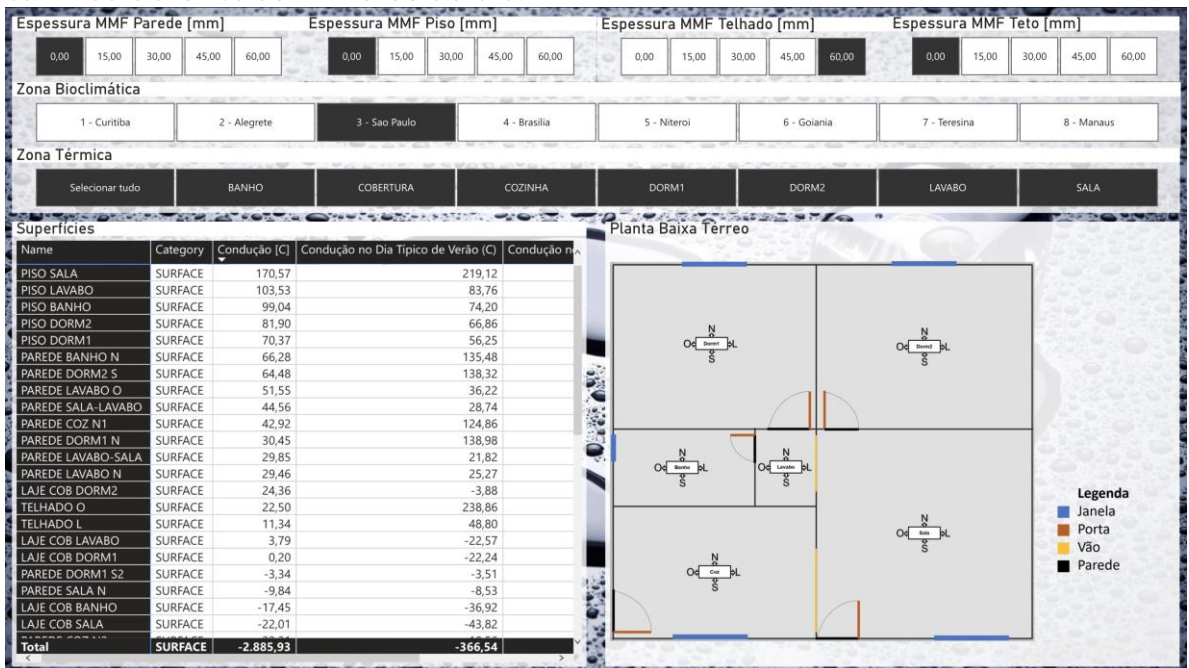 Espessura MMF Parede [mm] Espessura MMF Piso [mm] Espessura MMF Telhado [mm] Espessura MMF Teto [mm]
0,00 15,00 30,00 45,00 60,00 0,00 15,00 30,00 45,00 60,00 0,00 15,00 30,00 45,00 60,00 0,00 15,00 30,00 45,00 60,00
Zona Bioclimática
1 - Curitiba 2 - Alegrete 3 - Sao Paulo 4 - Brasilia 5 - Niteroi 6 - Goiania 7 - Teresina 8 - Manaus
Zona Térmica
Selecionar tudo BANHO COBERTURA COZINHA DORM1 DORM2 LAVABO SALA
Superfícies
Name Category Condução [C] Condução no Dia Típico de Verão (C) Condução n
PISO SALA SURFACE 170,57 219,12
PISO LAVABO SURFACE 103,53 83,76
PISO BANHO SURFACE 99,04 74,20
PISO DORM2 SURFACE 81,90 66,86
PISO DORM1 SURFACE 70,37 56,25
PAREDE BANHO N SURFACE 66,28 135,48
PAREDE DORM2 S SURFACE 64,48 138,32
PAREDE LAVABO O SURFACE 51,55 36,22
PAREDE SALA-LAVABO SURFACE 44,56 28,74
PAREDE COZ N1 SURFACE 42,92 124,86
PAREDE DORM1 N SURFACE 30,45 138,98
PAREDE LAVABO-SALA SURFACE 29,85 21,82
PAREDE LAVABO N SURFACE 29,46 25,27
LAJE COB DORM2 SURFACE 24,36 -3,88
TELHADO O SURFACE 22,50 238,86
TELHADO L SURFACE 11,34 48,80
LAJE COB LAVABO SURFACE 3,79 -22,57
LAJE COB DORM1 SURFACE 0,20 -22,24
PAREDE DORM1 S2 SURFACE -3,34 -3,51
PAREDE SALA N SURFACE -9,84 -8,53
LAJE COB BANHO SURFACE -17,45 -36,92
LAJE COB SALA SURFACE -22,01 -43,82
Total SURFACE -2.885,93 -366,54
Planta Baixa Térreo
N
O Dorm1 L
S
N
O Dorm2 L
S
N
O Banho L
S
N
O Lavabo L
S
N
O Sala L
S
N
O Coz L
S
Legenda
Janela
Porta
Vão
Parede